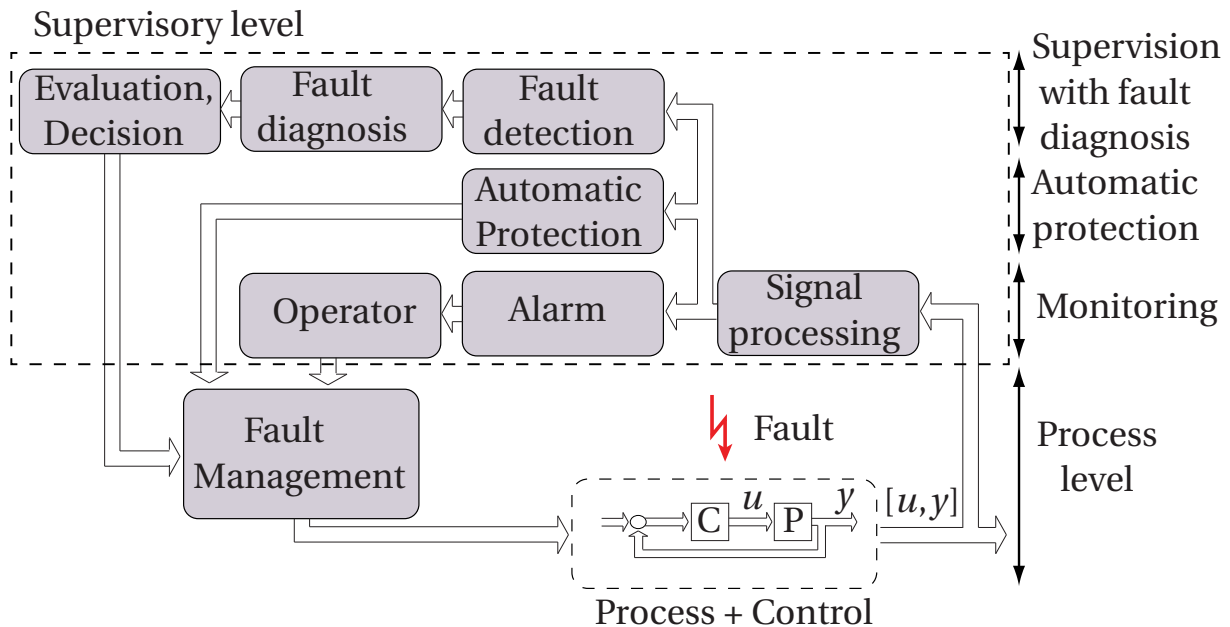 Supervisory level
Evaluation,
Decision
Fault
diagnosis
Fault
detection
Supervision
with fault
diagnosis
Automatic
Protection
Automatic
protection
Operator
Alarm
Signal
processing
Monitoring
Fault
Management
Fault
Process
level
C
u
P
y
[u, y]
Process + Control